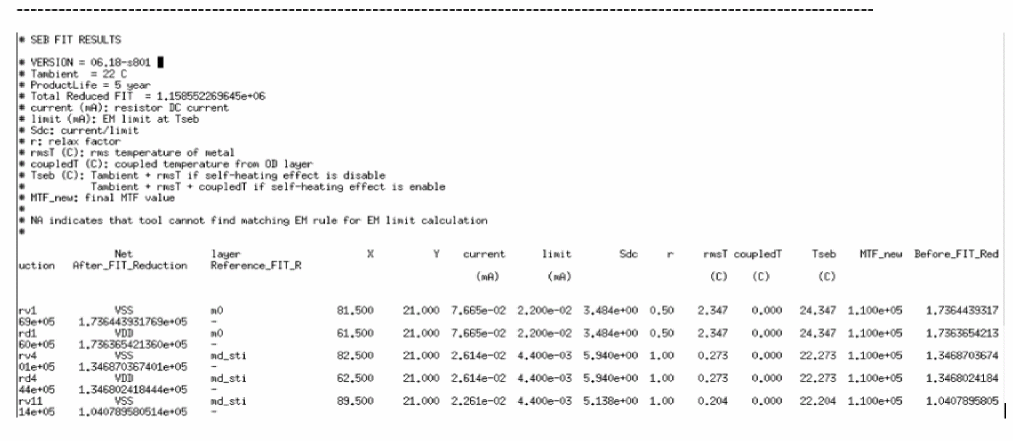 * SEB FIT RESULTS
* VERSION = 06.18-s801
* Tambient = 22 C
* ProductLife = 5 year
* Total Reduced FIT = 1.158552269645e+06
* current (mA): resistor DC current
* limit (mA): EM limit at Tseb
* Sdc: current/limit
* r: relax factor
* rmsT (C): rms temperature of metal
* coupledT (C): coupled temperature from OD layer
* Tseb (C): Tambient + rmsT if self-heating effect is disable
* Tambient + rmsT + coupledT if self-heating effect is enable
* MTF_new: final MTF value
*
* NA indicates that tool cannot find matching EM rule for EM limit calculation
*
Net layer X Y current limit Sdc r rmsT coupledT Tseb MTF_new Before_FIT_Red
uction After_FIT_Reduction Reference_FIT_R
(mA) (mA) (C) (C) (C)
rv1 VSS m0 81.500 21.000 7.665e-02 2.200e-02 3.484e+00 0.50 2.347 0.000 24.347 1.100e+05 1.7364439317
69e+05 1.736443931769e+05 -
rd1 VDD m0 61.500 21.000 7.665e-02 2.200e-02 3.484e+00 0.50 2.347 0.000 24.347 1.100e+05 1.7363654213
60e+05 1.736365421360e+05 -
rv4 VSS md_sti 82.500 21.000 2.614e-02 4.400e-03 5.940e+00 1.00 0.273 0.000 22.273 1.100e+05 1.3468703674
01e+05 1.346870367401e+05 -
rd4 VDD md_sti 62.500 21.000 2.614e-02 4.400e-03 5.940e+00 1.00 0.273 0.000 22.273 1.100e+05 1.3468024184
44e+05 1.346802418444e+05 -
rv11 VSS md_sti 89.500 21.000 2.261e-02 4.400e-03 5.138e+00 1.00 0.204 0.000 22.204 1.100e+05 1.0407895805
14e+05 1.040789580514e+05 -